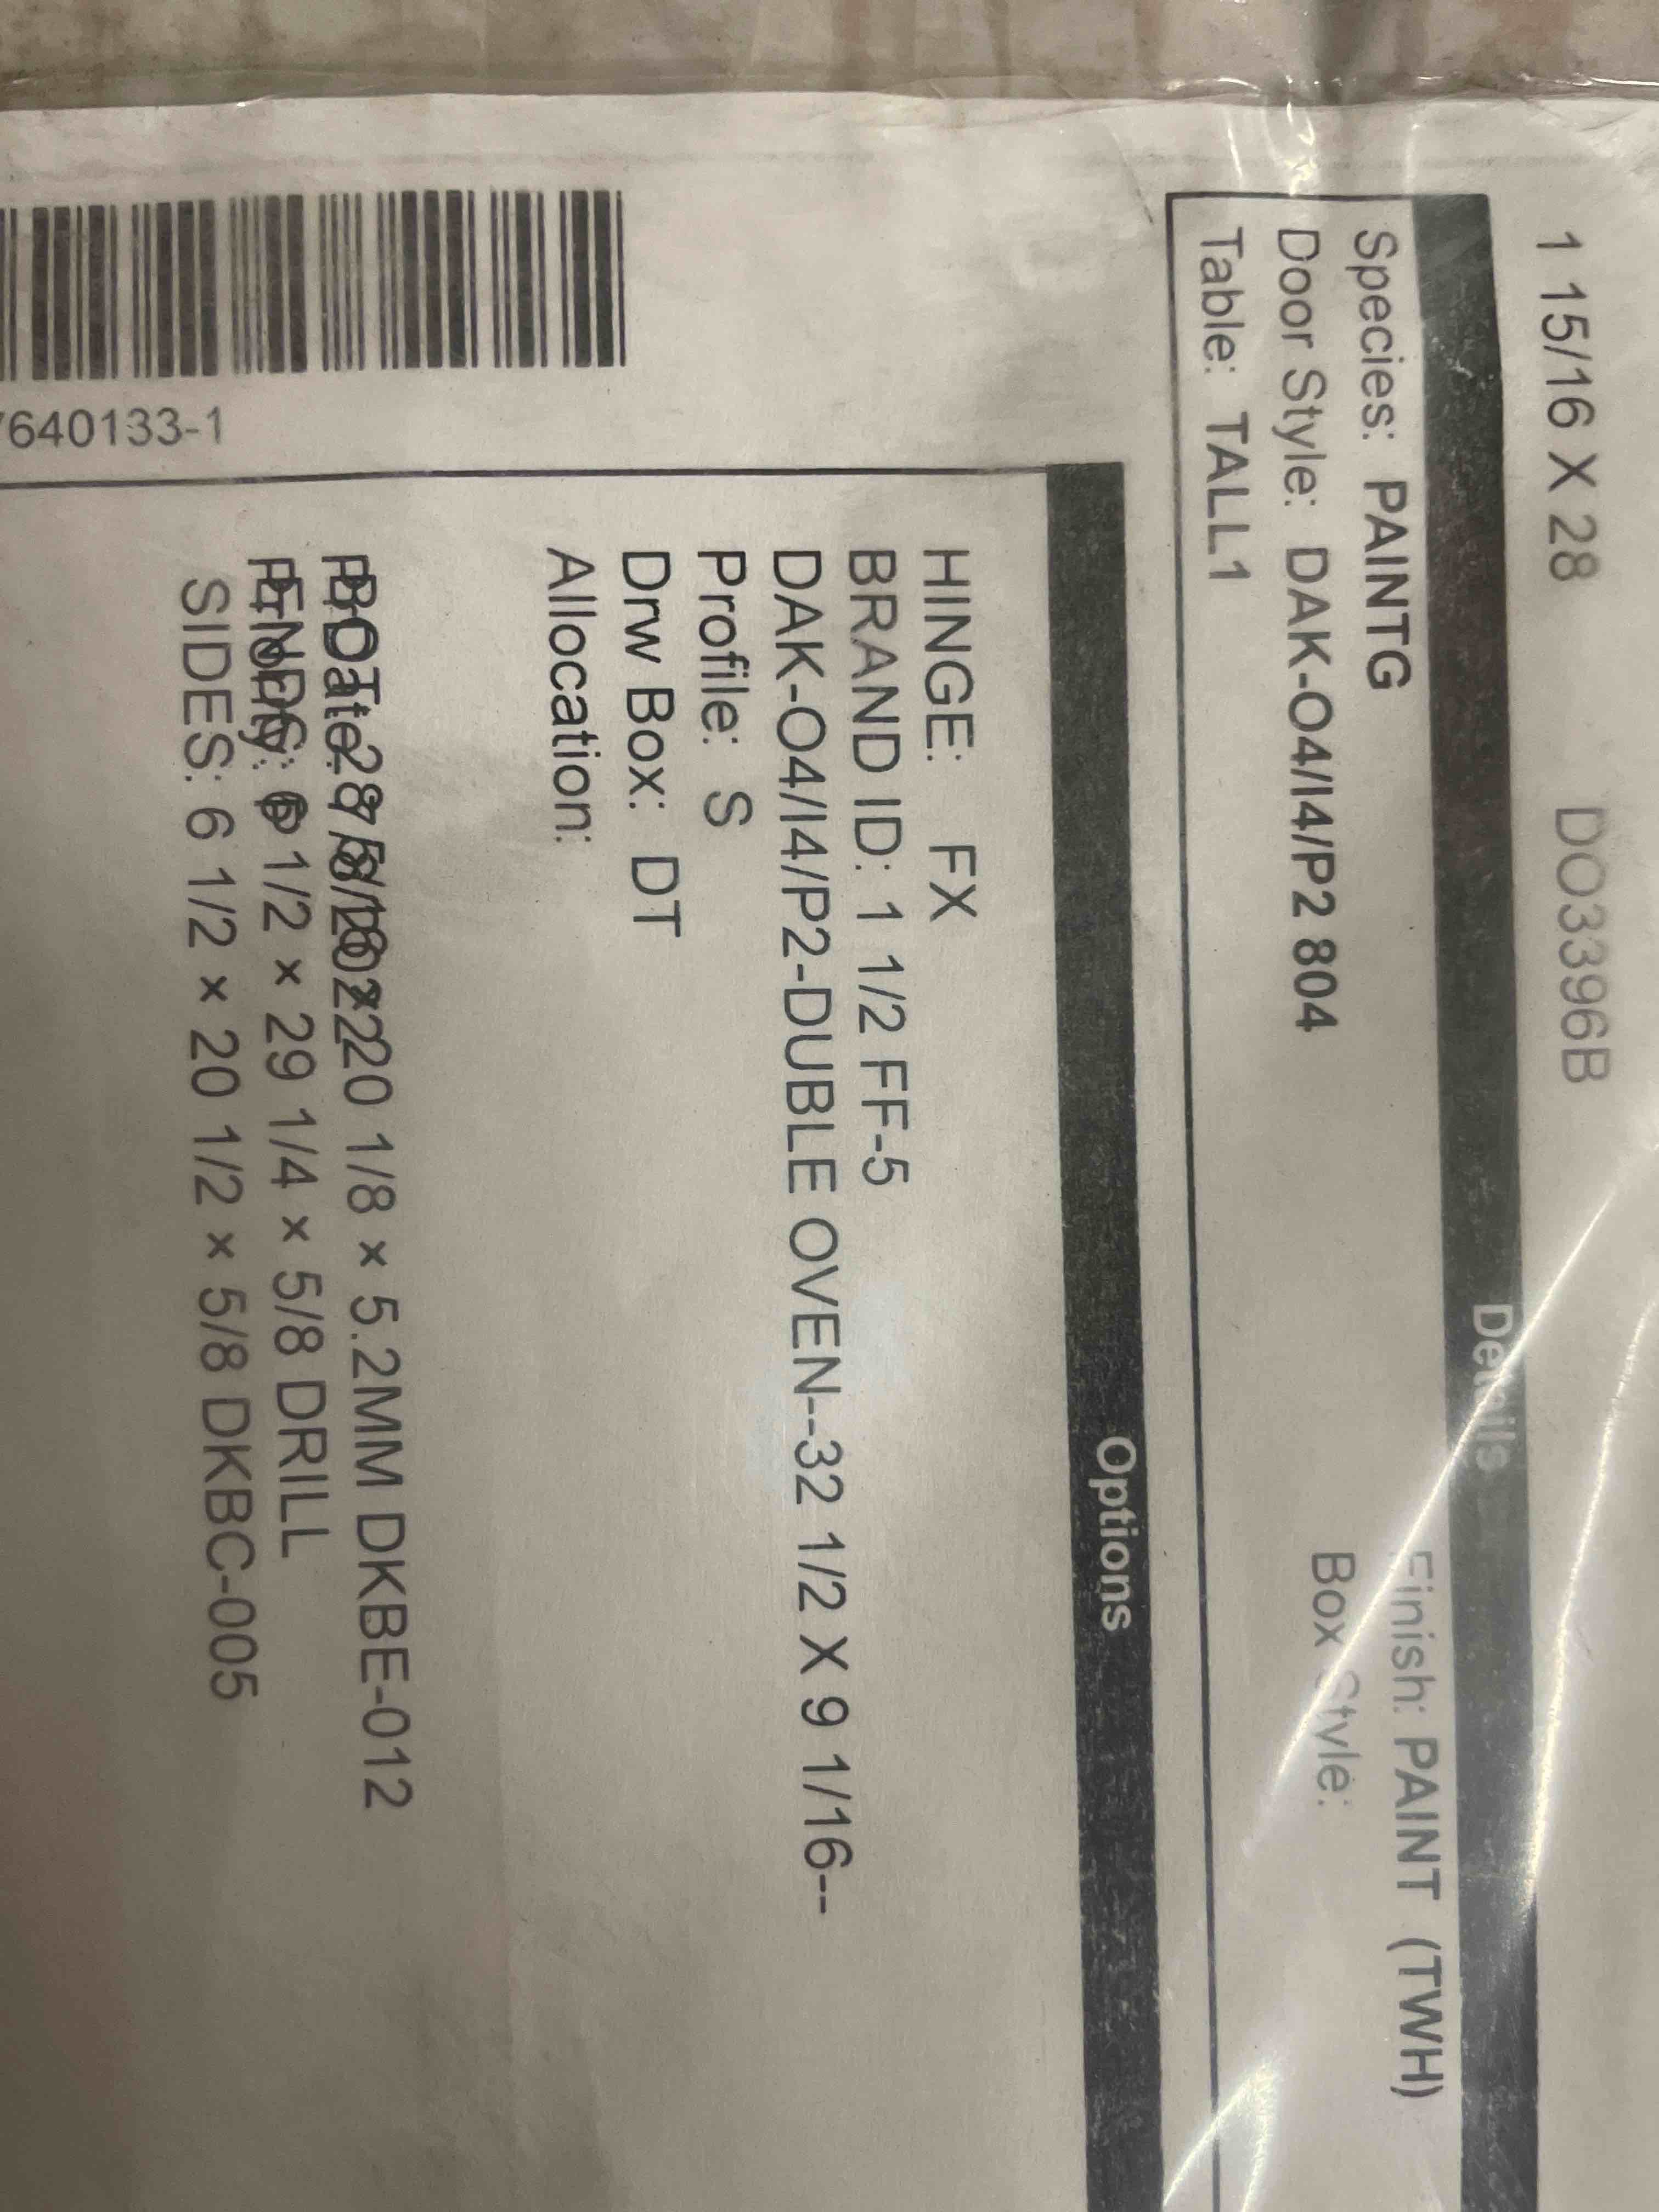 1 15/16 X 28 DO3396B
Details
Species: PAINTG Finish: PAINT (TWH)
Door Style: DAK-O4/I4/P2 804 Box Style:
Table: TALL1
Options
HINGE: FX
BRAND ID: 1 1/2 FF-5
DAK-O4/I4/P2-DUBLE OVEN--32 1/2 X 9 1/16--
Profile: S
Drw Box: DT
Allocation:
20 1/8 × 5.2MM DKBE-012
1/2 × 29 1/4 × 5/8 DRILL
SIDES: 6 1/2 × 20 1/2 × 5/8 DKBC-005
640133-1